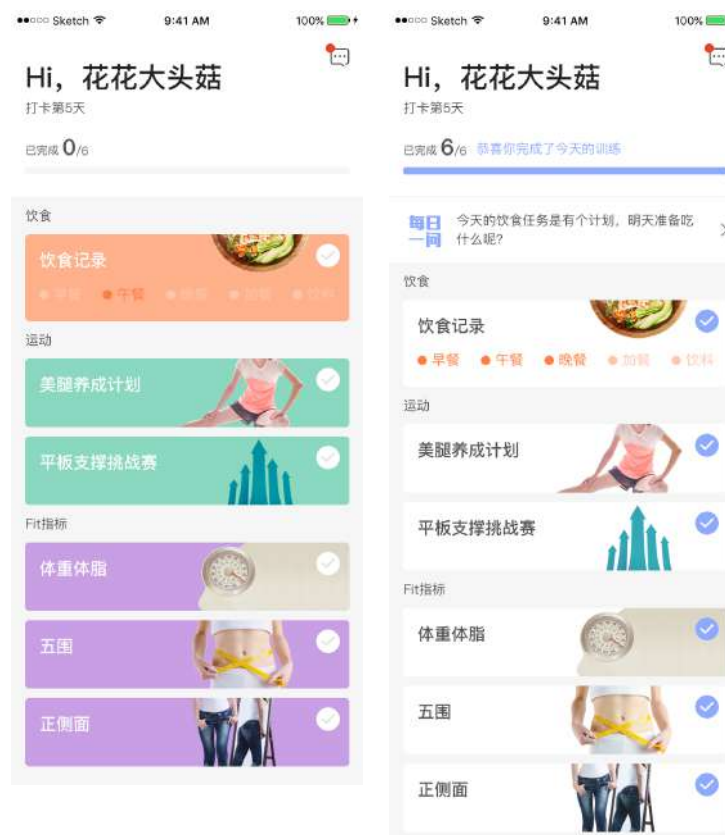 Sketch 9:41 AM 100%
Hi，花花大头菇
打卡第5天
已完成 0/6
饮食
饮食记录
早餐 午餐 晚餐 加餐 饮料
运动
美腿养成计划
平板支撑挑战赛
Fit指标
体重体脂
五围
正侧面
Sketch 9:41 AM 100%
Hi，花花大头菇
打卡第5天
已完成 6/6 恭喜你完成了今天的训练
每日
一问
今天的饮食任务是有个计划，明天准备吃
什么呢？
饮食
饮食记录
早餐 午餐 晚餐 加餐 饮料
运动
美腿养成计划
平板支撑挑战赛
Fit指标
体重体脂
五围
正侧面